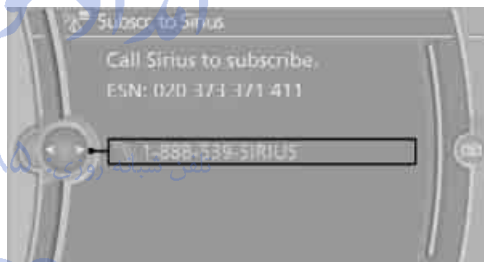 Subscr to Sirius
Call Sirius to subscribe.
ESN: 020 373 371 411
1-888-539-SIRIUS